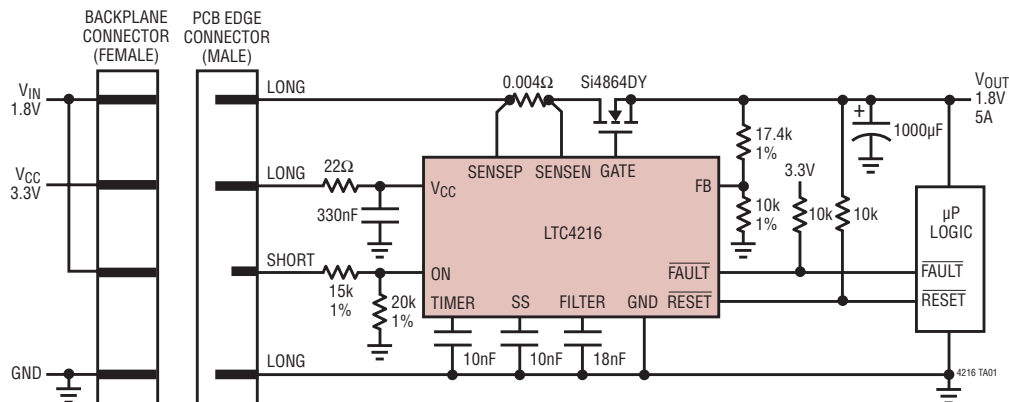 BACKPLANE
CONNECTOR
(FEMALE)
PCB EDGE
CONNECTOR
(MALE)
VIN
1.8V
LONG
0.004Ω
Si4864DY
VOUT
1.8V
5A
+
1000µF
17.4k
1%
VCC
3.3V
LONG
22Ω
330nF
VCC
SENSEP
SENSEN
GATE
FB
LTC4216
10k
1%
3.3V
10k
10k
µP
LOGIC
SHORT
15k
1%
20k
1%
ON
TIMER
SS
FILTER
GND
FAULT
RESET
FAULT
RESET
10nF
10nF
18nF
GND
LONG
4216 TA01